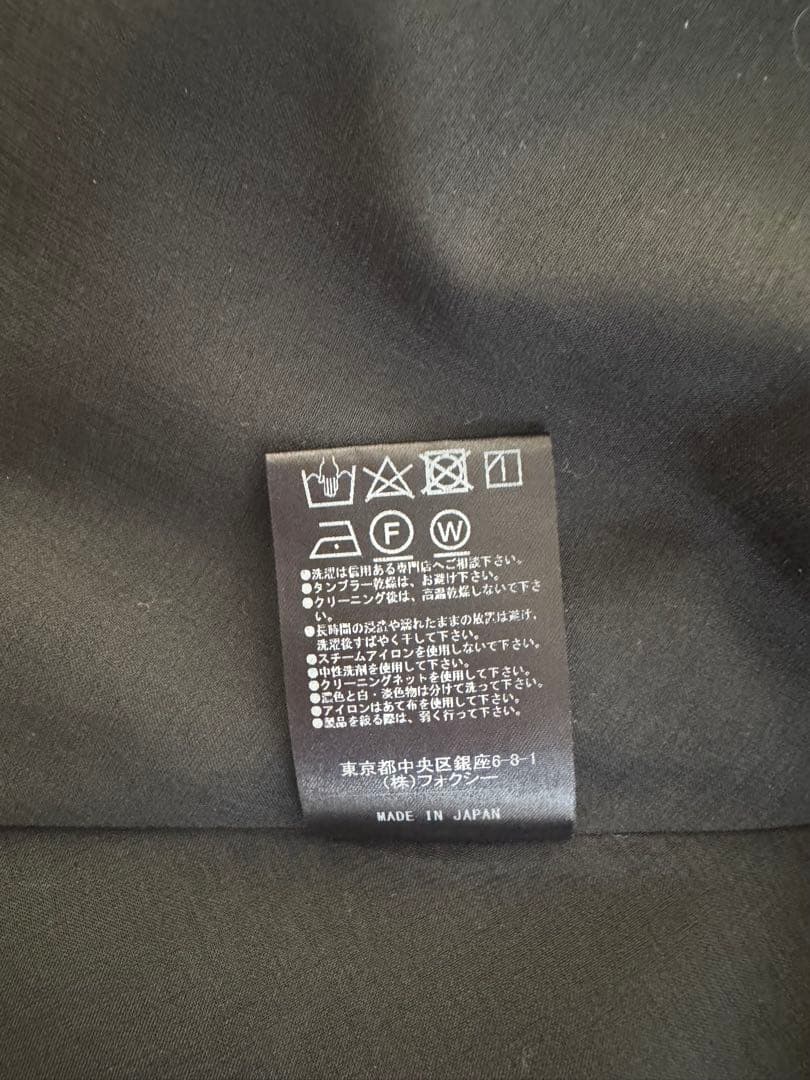 1
F W
●洗濯は信用ある専門店へご相談下さい。
●タンブラー乾燥は、お避け下さい。
●クリーニング後は、高温乾燥しないで下さ
い。
●長時間の浸漬や濡れたままの放置は避け、
洗濯後すばやく干して下さい。
●スチームアイロンを使用しないで下さい。
●中性洗剤を使用して下さい。
●クリーニングネットを使用して下さい。
●濃色と白・淡色物は分けて洗って下さい。
●アイロンはあて布を使用して下さい。
●製品を絞る際は、弱く行って下さい。
東京都中央区銀座6-8-1
(株)フォクシー
MADE IN JAPAN